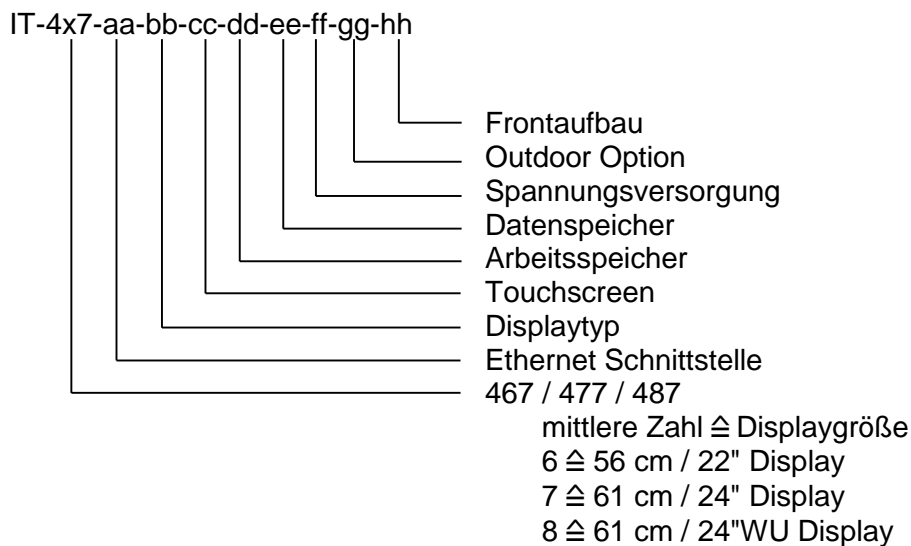 IT-4x7-aa-bb-cc-dd-ee-ff-gg-hh
Frontaufbau
Outdoor Option
Spannungsversorgung
Datenspeicher
Arbeitsspeicher
Touchscreen
Displaytyp
Ethernet Schnittstelle
467 / 477 / 487
mittlere Zahl ≙ Displaygröße
6 ≙ 56 cm / 22" Display
7 ≙ 61 cm / 24" Display
8 ≙ 61 cm / 24"WU Display